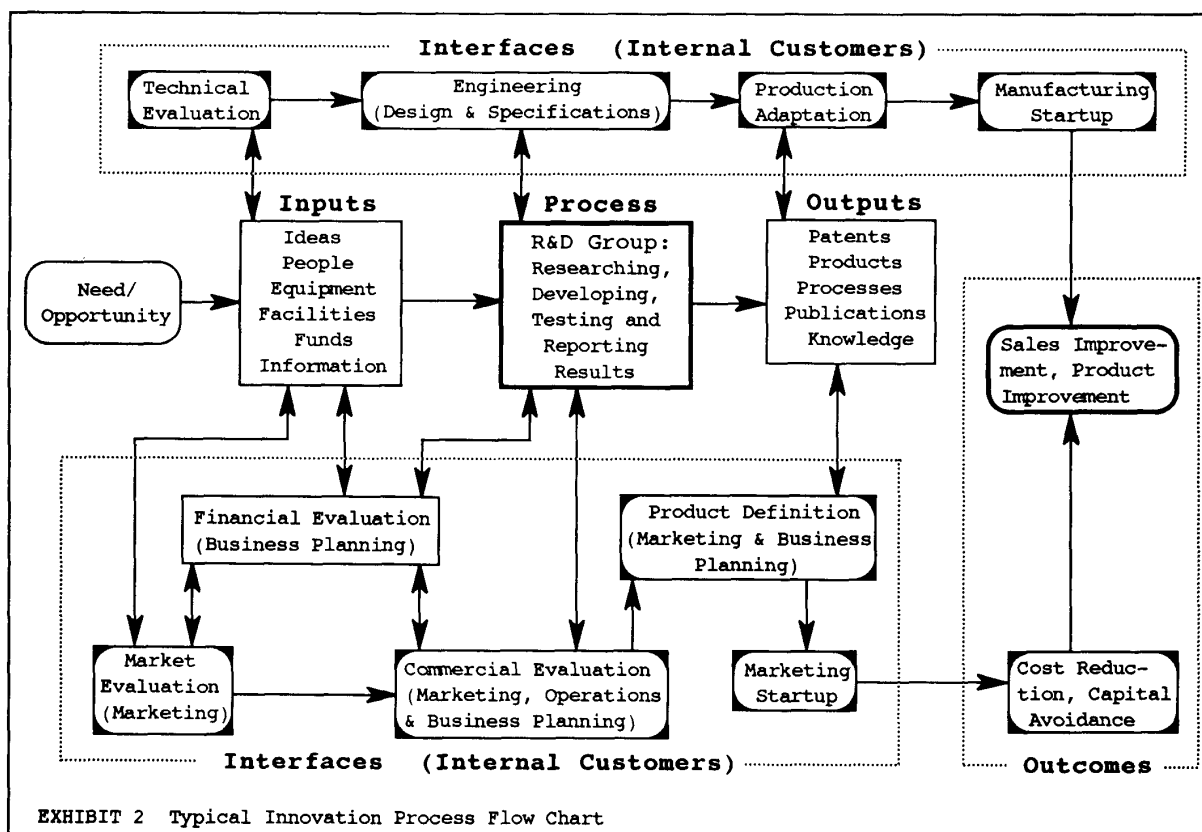 Interfaces (Internal Customers)
Technical
Evaluation
Engineering
(Design & Specifications)
Production
Adaptation
Manufacturing
Startup
Inputs
Ideas
People
Equipment
Facilities
Funds
Information
Process
R&D Group:
Researching,
Developing,
Testing and
Reporting
Results
Outputs
Patents
Products
Processes
Publications
Knowledge
Need/
Opportunity
Sales Improve-
ment, Product
Improvement
Financial Evaluation
(Business Planning)
Product Definition
(Marketing & Business
Planning)
Market
Evaluation
(Marketing)
Commercial Evaluation
(Marketing, Operations
& Business Planning)
Marketing
Startup
Cost Reduc-
tion, Capital
Avoidance
Interfaces (Internal Customers)
Outcomes
EXHIBIT 2 Typical Innovation Process Flow Chart